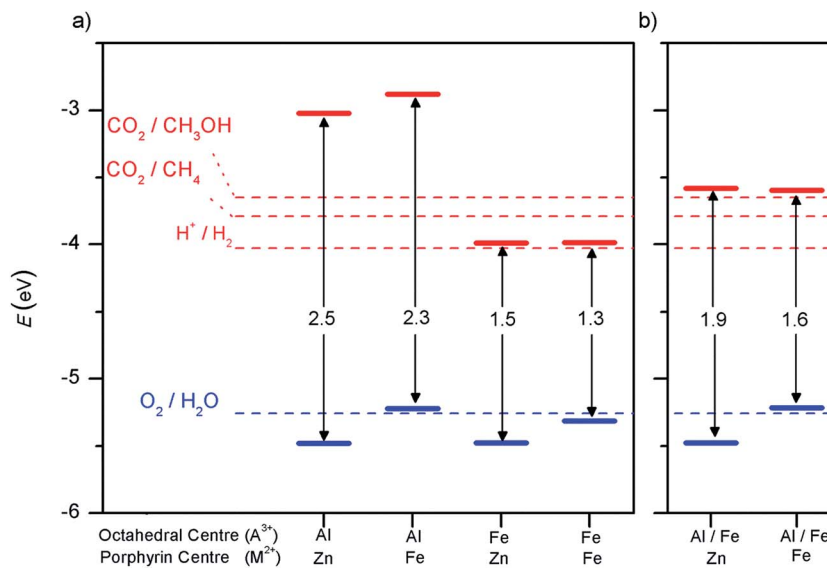 a)
b)
-3
-4
-5
-6
E(eV)
CO₂ / CH₃OH
CO₂ / CH₄
H⁺ / H₂
O₂ / H₂O
2.5
2.3
1.5
1.3
1.9
1.6
Octahedral Centre (A³⁺) Al Al Fe Fe Al / Fe Al / Fe
Porphyrin Centre (M²⁺) Zn Fe Zn Fe Zn Fe